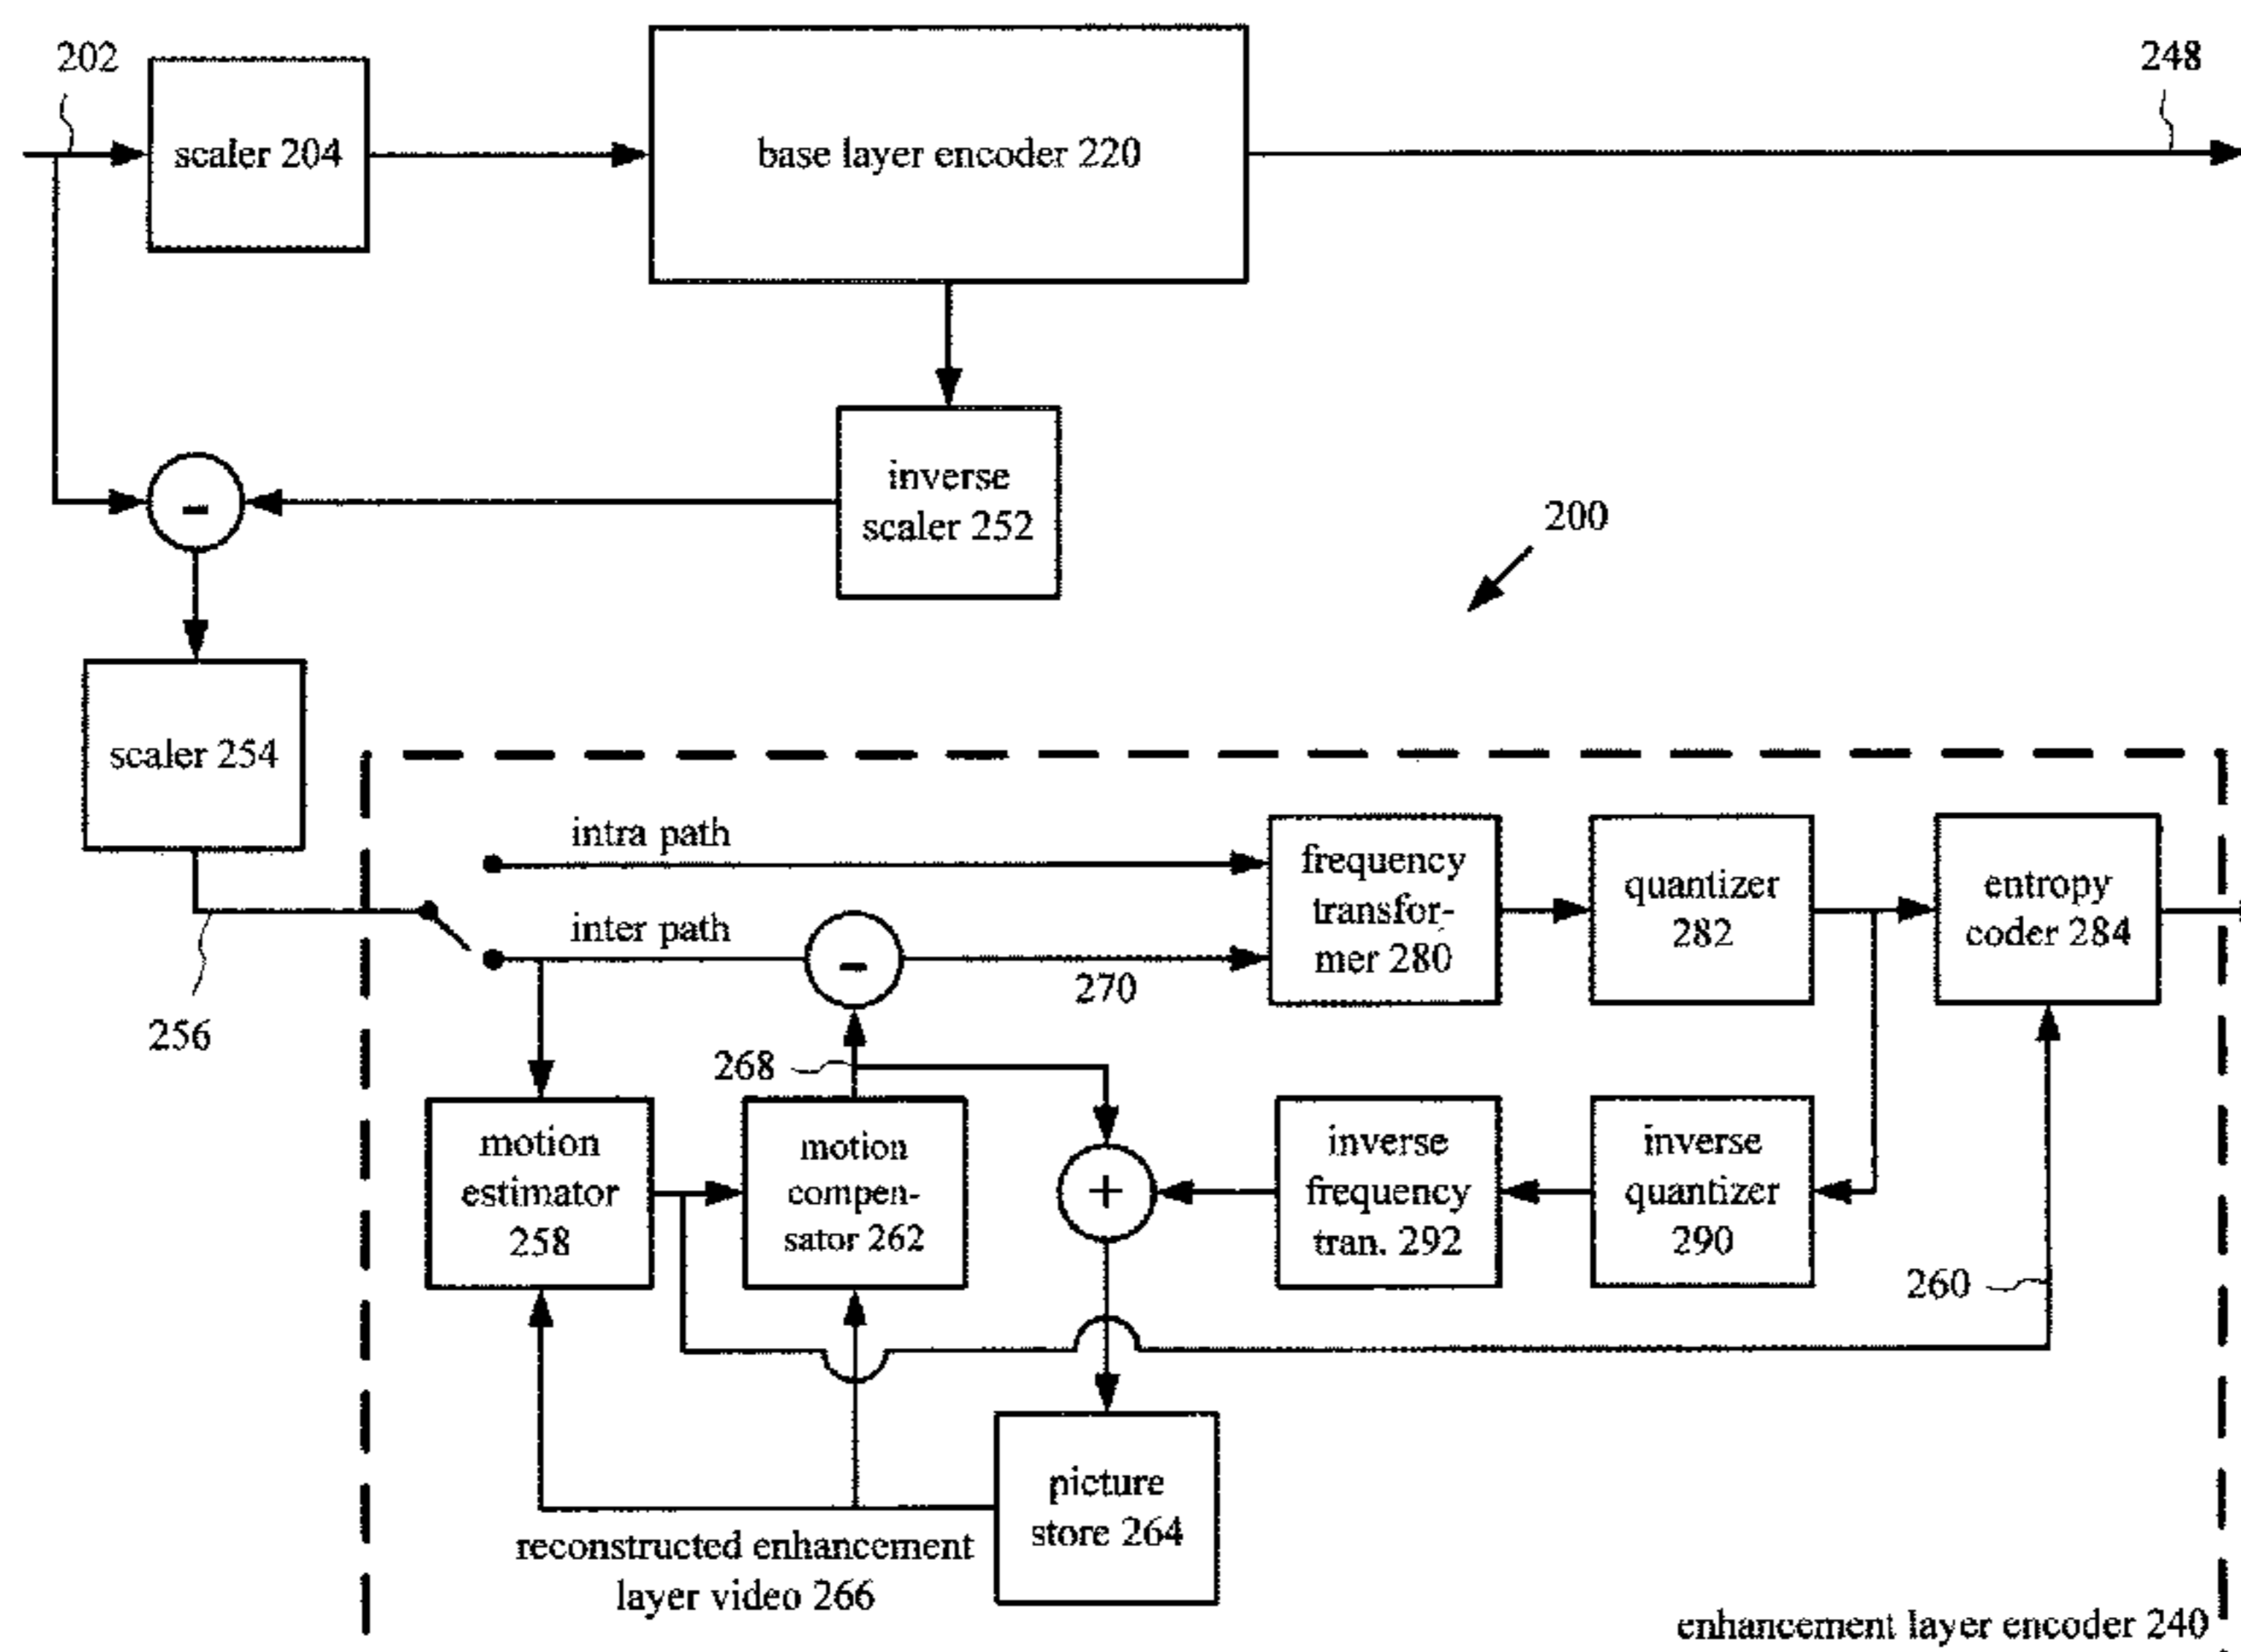 202
248
scaler 204
base layer encoder 220
inverse
scaler 252
200
-
scaler 254
intra path
inter path
-
270
frequency
transfor-
mer 280
quantizer
282
entropy
coder 284
256
268
motion
estimator
258
motion
compen-
sator 262
+
inverse
frequency
tran. 292
inverse
quantizer
290
260
picture
store 264
reconstructed enhancement
layer video 266
enhancement layer encoder 240